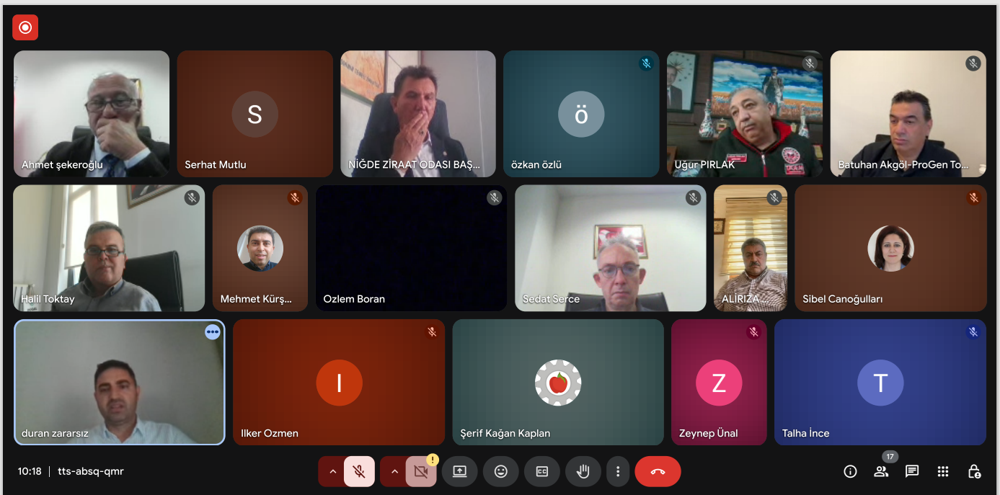 S
ö
Ahmet şekeroğlu
Serhat Mutlu
NİĞDE ZİRAAT ODASI BAŞ...
özkan özlü
Uğur PIRLAK
Batuhan Akgöl-ProGen To...
Halil Toktay
Mehmet Kürş...
Ozlem Boran
Sedat Serce
ALİRIZA ...
Sibel Canoğulları
I
Z
T
duran zararsız
Ilker Ozmen
Şerif Kağan Kaplan
Zeynep Ünal
Talha İnce
10:18 | tts-absq-qmr
CC
17